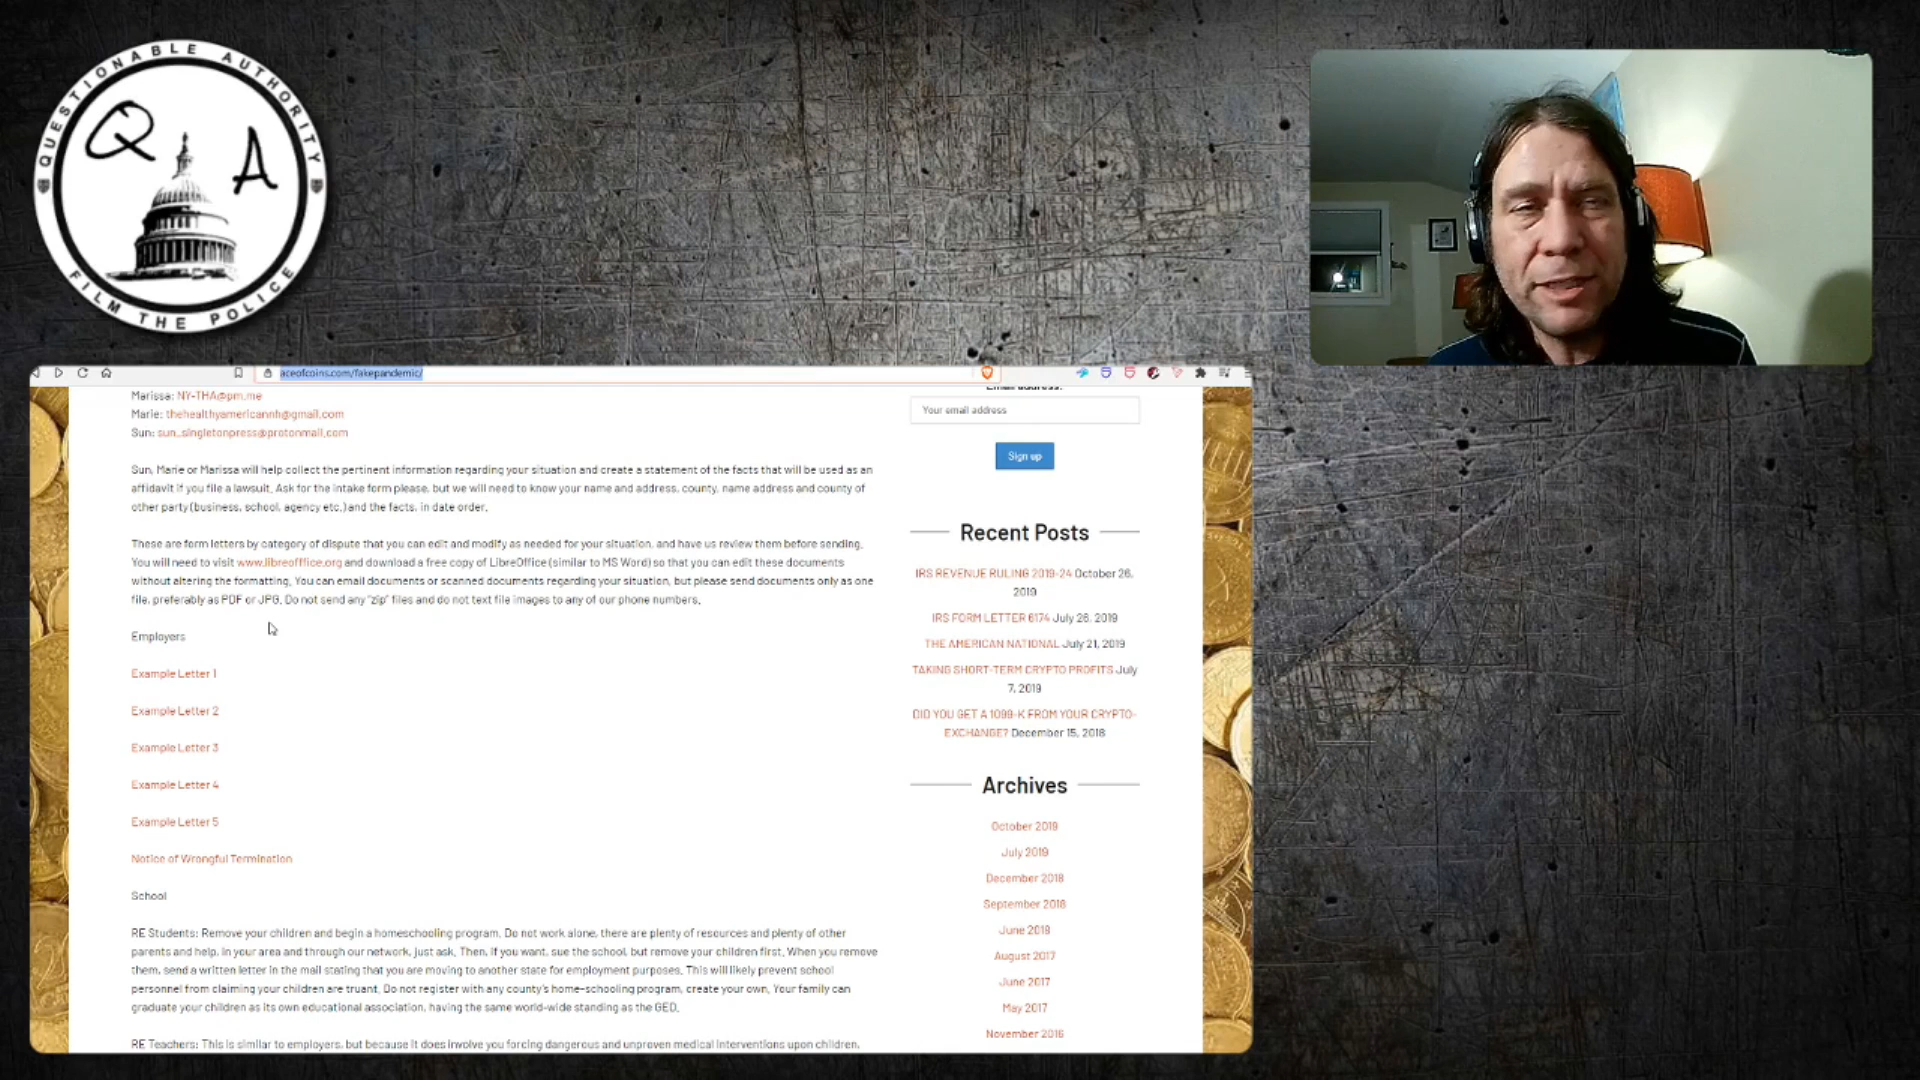 QUESTIONABLE AUTHORITY
Q A
FILM THE POLICE
aceofcoins.com/fakepandemic/
Marissa: NY-THA@pm.me
Marie: thehealthyamericannh@gmail.com
Sun: sun_singletonpress@protonmail.com
Sun, Marie or Marissa will help collect the pertinent information regarding your situation and create a statement of the facts that will be used as an
affidavit if you file a lawsuit. Ask for the intake form please, but we will need to know your name and address, county, name address and county of
other party (business, school, agency etc.) and the facts, in date order.
These are form letters by category of dispute that you can edit and modify as needed for your situation, and have us review them before sending.
You will need to visit www.libreofffice.org and download a free copy of LibreOffice (similar to MS Word) so that you can edit these documents
without altering the formatting. You can email documents or scanned documents regarding your situation, but please send documents only as one
file, preferably as PDF or JPG. Do not send any "zip" files and do not text file images to any of our phone numbers.
Employers
Example Letter 1
Example Letter 2
Example Letter 3
Example Letter 4
Example Letter 5
Notice of Wrongful Termination
School
RE Students: Remove your children and begin a homeschooling program. Do not work alone, there are plenty of resources and plenty of other
parents and help, in your area and through our network, just ask. Then, if you want, sue the school, but remove your children first. When you remove
them, send a written letter in the mail stating that you are moving to another state for employment purposes. This will likely prevent school
personnel from claiming your children are truant. Do not register with any county's home-schooling program, create your own. Your family can
graduate your children as its own educational association, having the same world-wide standing as the GED.
RE Teachers: This is similar to employers, but because it does involve you forcing dangerous and unproven medical interventions upon children,
Email address:
Your email address
Sign up
Recent Posts
IRS REVENUE RULING 2019-24 October 26,
2019
IRS FORM LETTER 6174 July 26, 2019
THE AMERICAN NATIONAL July 21, 2019
TAKING SHORT-TERM CRYPTO PROFITS July
7, 2019
DID YOU GET A 1099-K FROM YOUR CRYPTO-
EXCHANGE? December 15, 2018
Archives
October 2019
July 2019
December 2018
September 2018
June 2018
August 2017
June 2017
May 2017
November 2016